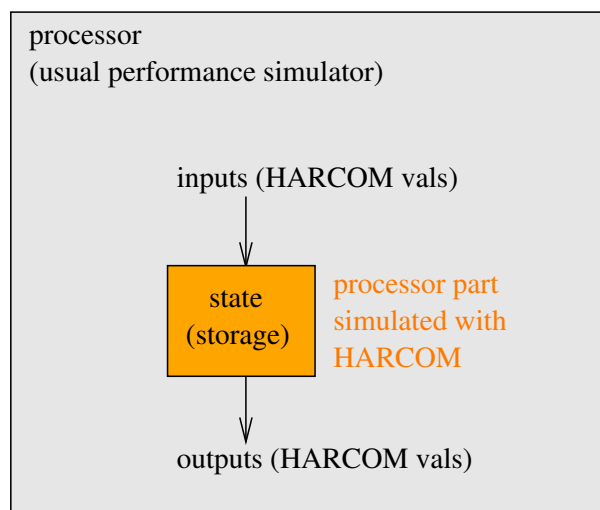 processor
(usual performance simulator)
inputs (HARCOM vals)
state
(storage)
processor part
simulated with
HARCOM
outputs (HARCOM vals)